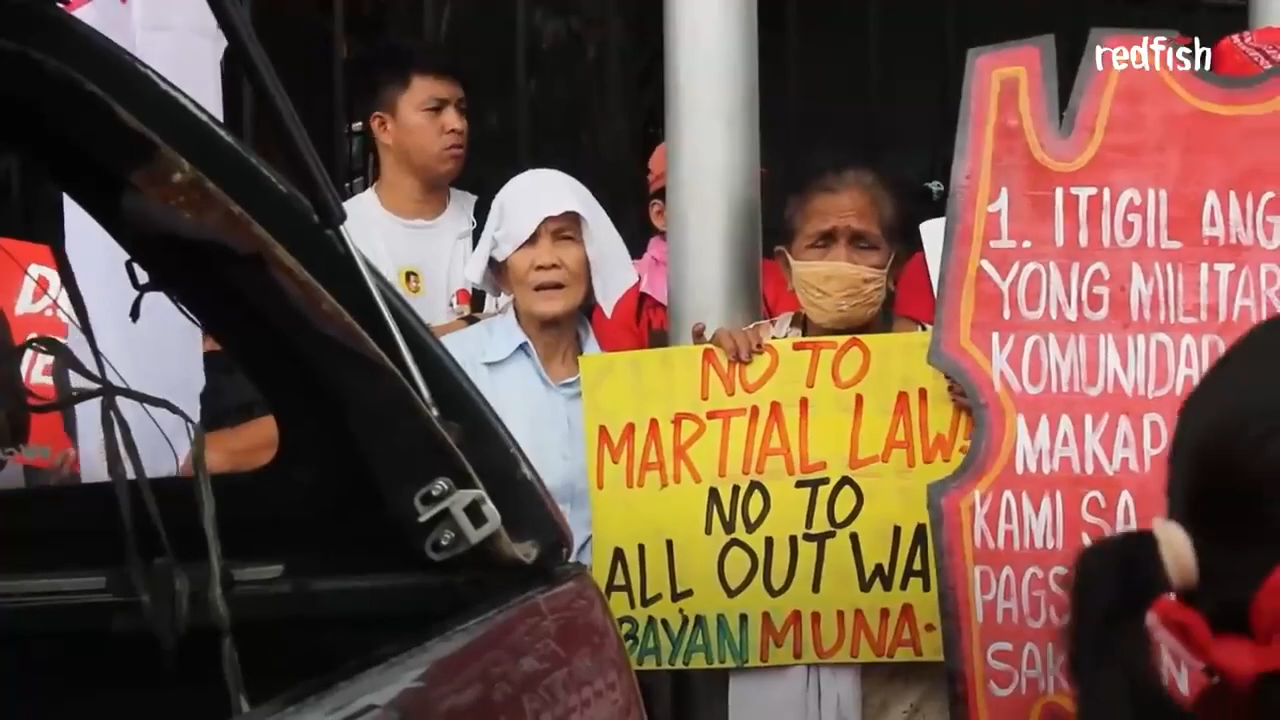 redfish
NO TO
MARTIAL LAW!
NO TO
ALL OUT WA
BAYAN MUNA-
1. ITIGIL ANG
YONG MILITAR
KOMUNIDAD
MAKAP
KAMI SA
PAGS
SAK